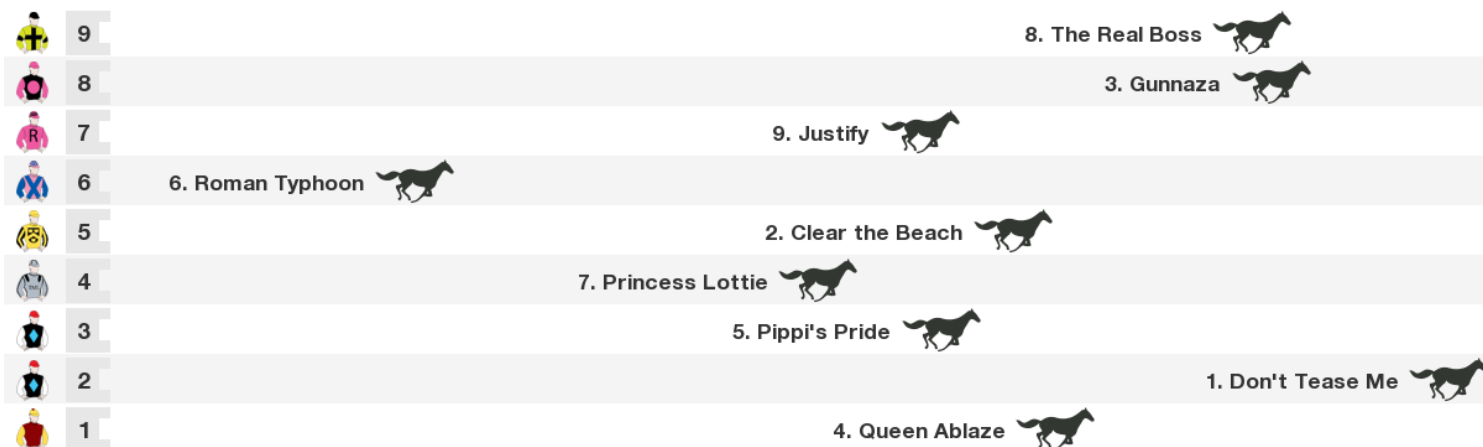 9 8. The Real Boss
8 3. Gunnaza
R 7 9. Justify
6 6. Roman Typhoon
5 2. Clear the Beach
4 7. Princess Lottie
3 5. Pippi's Pride
2 1. Don't Tease Me
1 4. Queen Ablaze